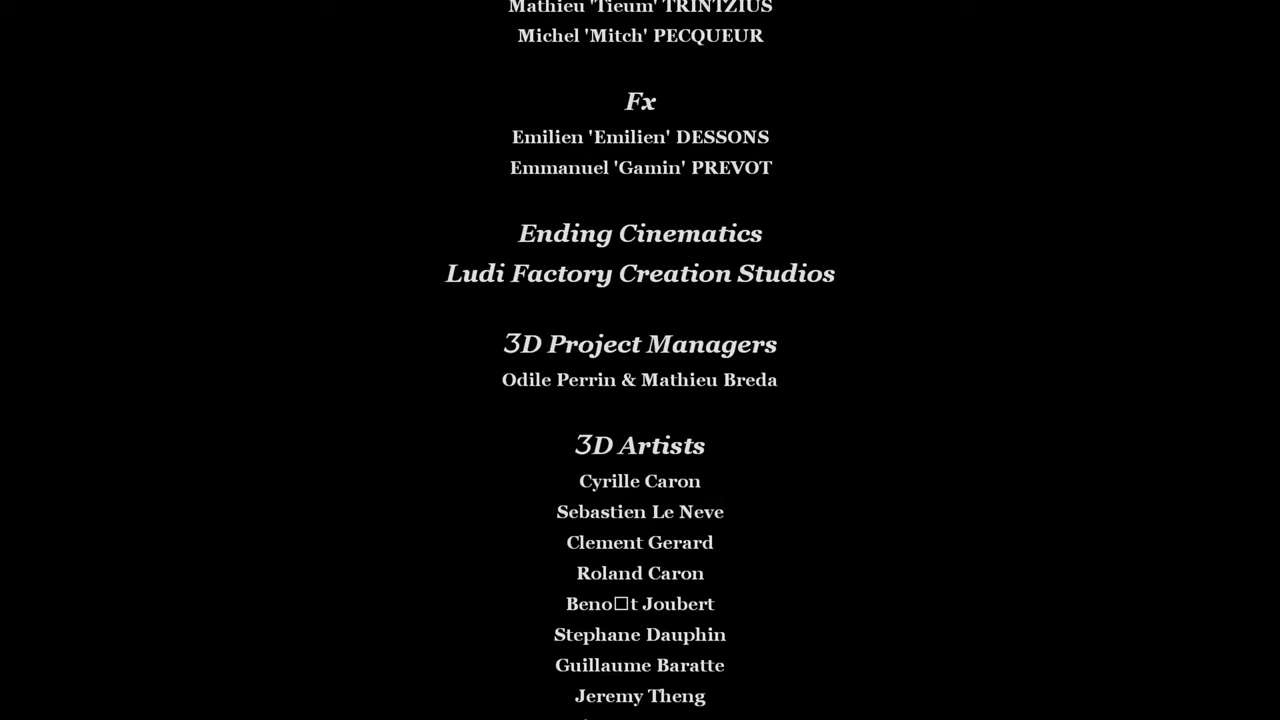 Mathieu 'Tieum' TRINTZIUS
Michel 'Mitch' PECQUEUR
Fx
Emilien 'Emilien' DESSONS
Emmanuel 'Gamin' PREVOT
Ending Cinematics
Ludi Factory Creation Studios
3D Project Managers
Odile Perrin & Mathieu Breda
3D Artists
Cyrille Caron
Sebastien Le Neve
Clement Gerard
Roland Caron
Beno□t Joubert
Stephane Dauphin
Guillaume Baratte
Jeremy Theng